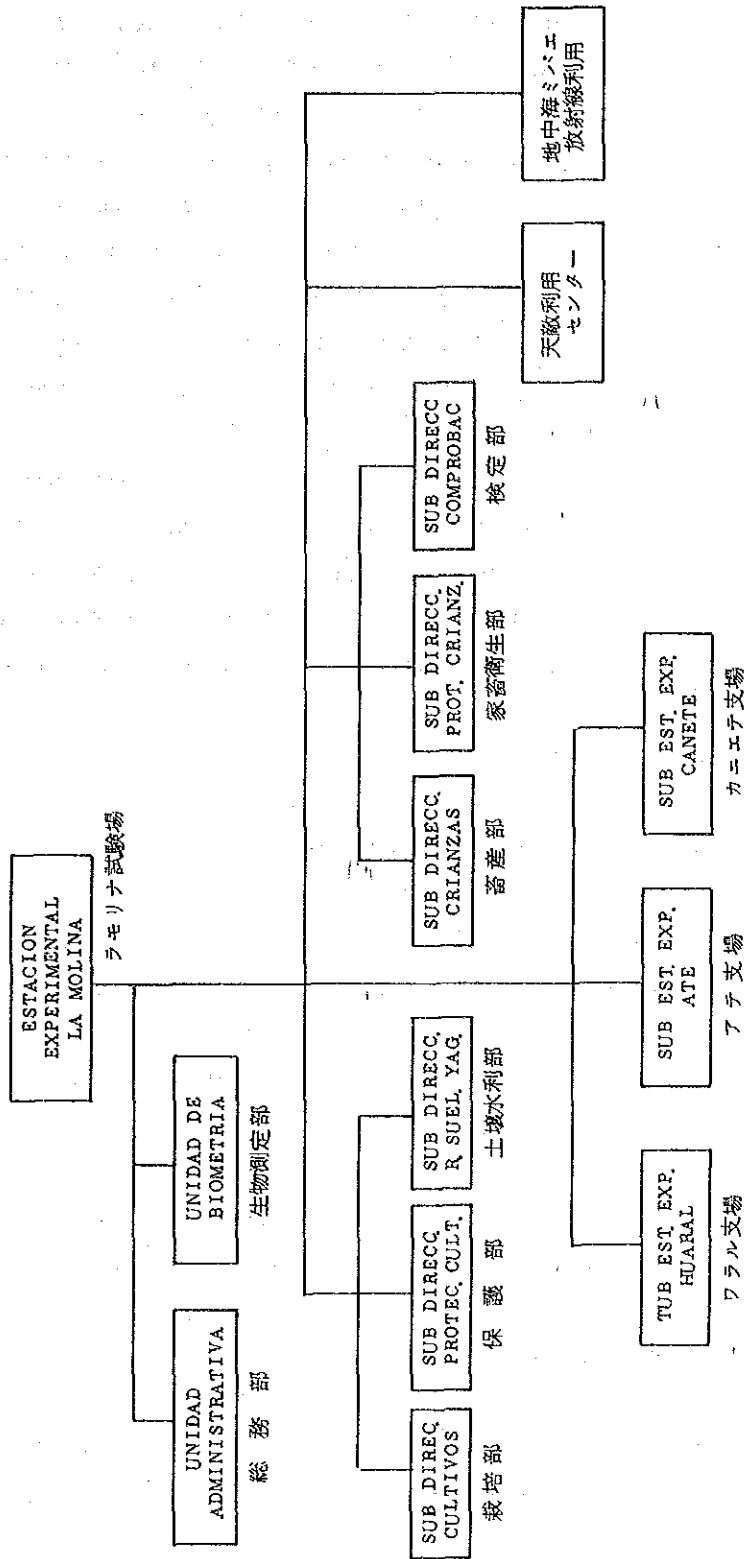 ESTACION
EXPERIMENTAL
LA MOLINA
ラモリナ試験場
UNIDAD
ADMINISTRATIVA
総務部
UNIDAD DE
BIOMETRIA
生物測定部
SUB DIREC,
CULTIVOS
栽培部
SUB DIRECC,
PROTEC, CULT.
保護部
SUB DIRECC,
R, SUEL, YAG,
土壌水利部
SUB DIRECC,
CRIANZAS
畜産部
SUB DIRECC,
PROT. CRIANZ.
家畜衛生部
SUB DIRECC
COMPROBAC
検定部
天敵利用
センター
地中海ミバエ
放射線利用
TUB EST. EXP.
HUARAL
ワラル支場
SUB EST. EXP.
ATE
アテ支場
SUB EST. EXP.
CANETE
カニエテ支場